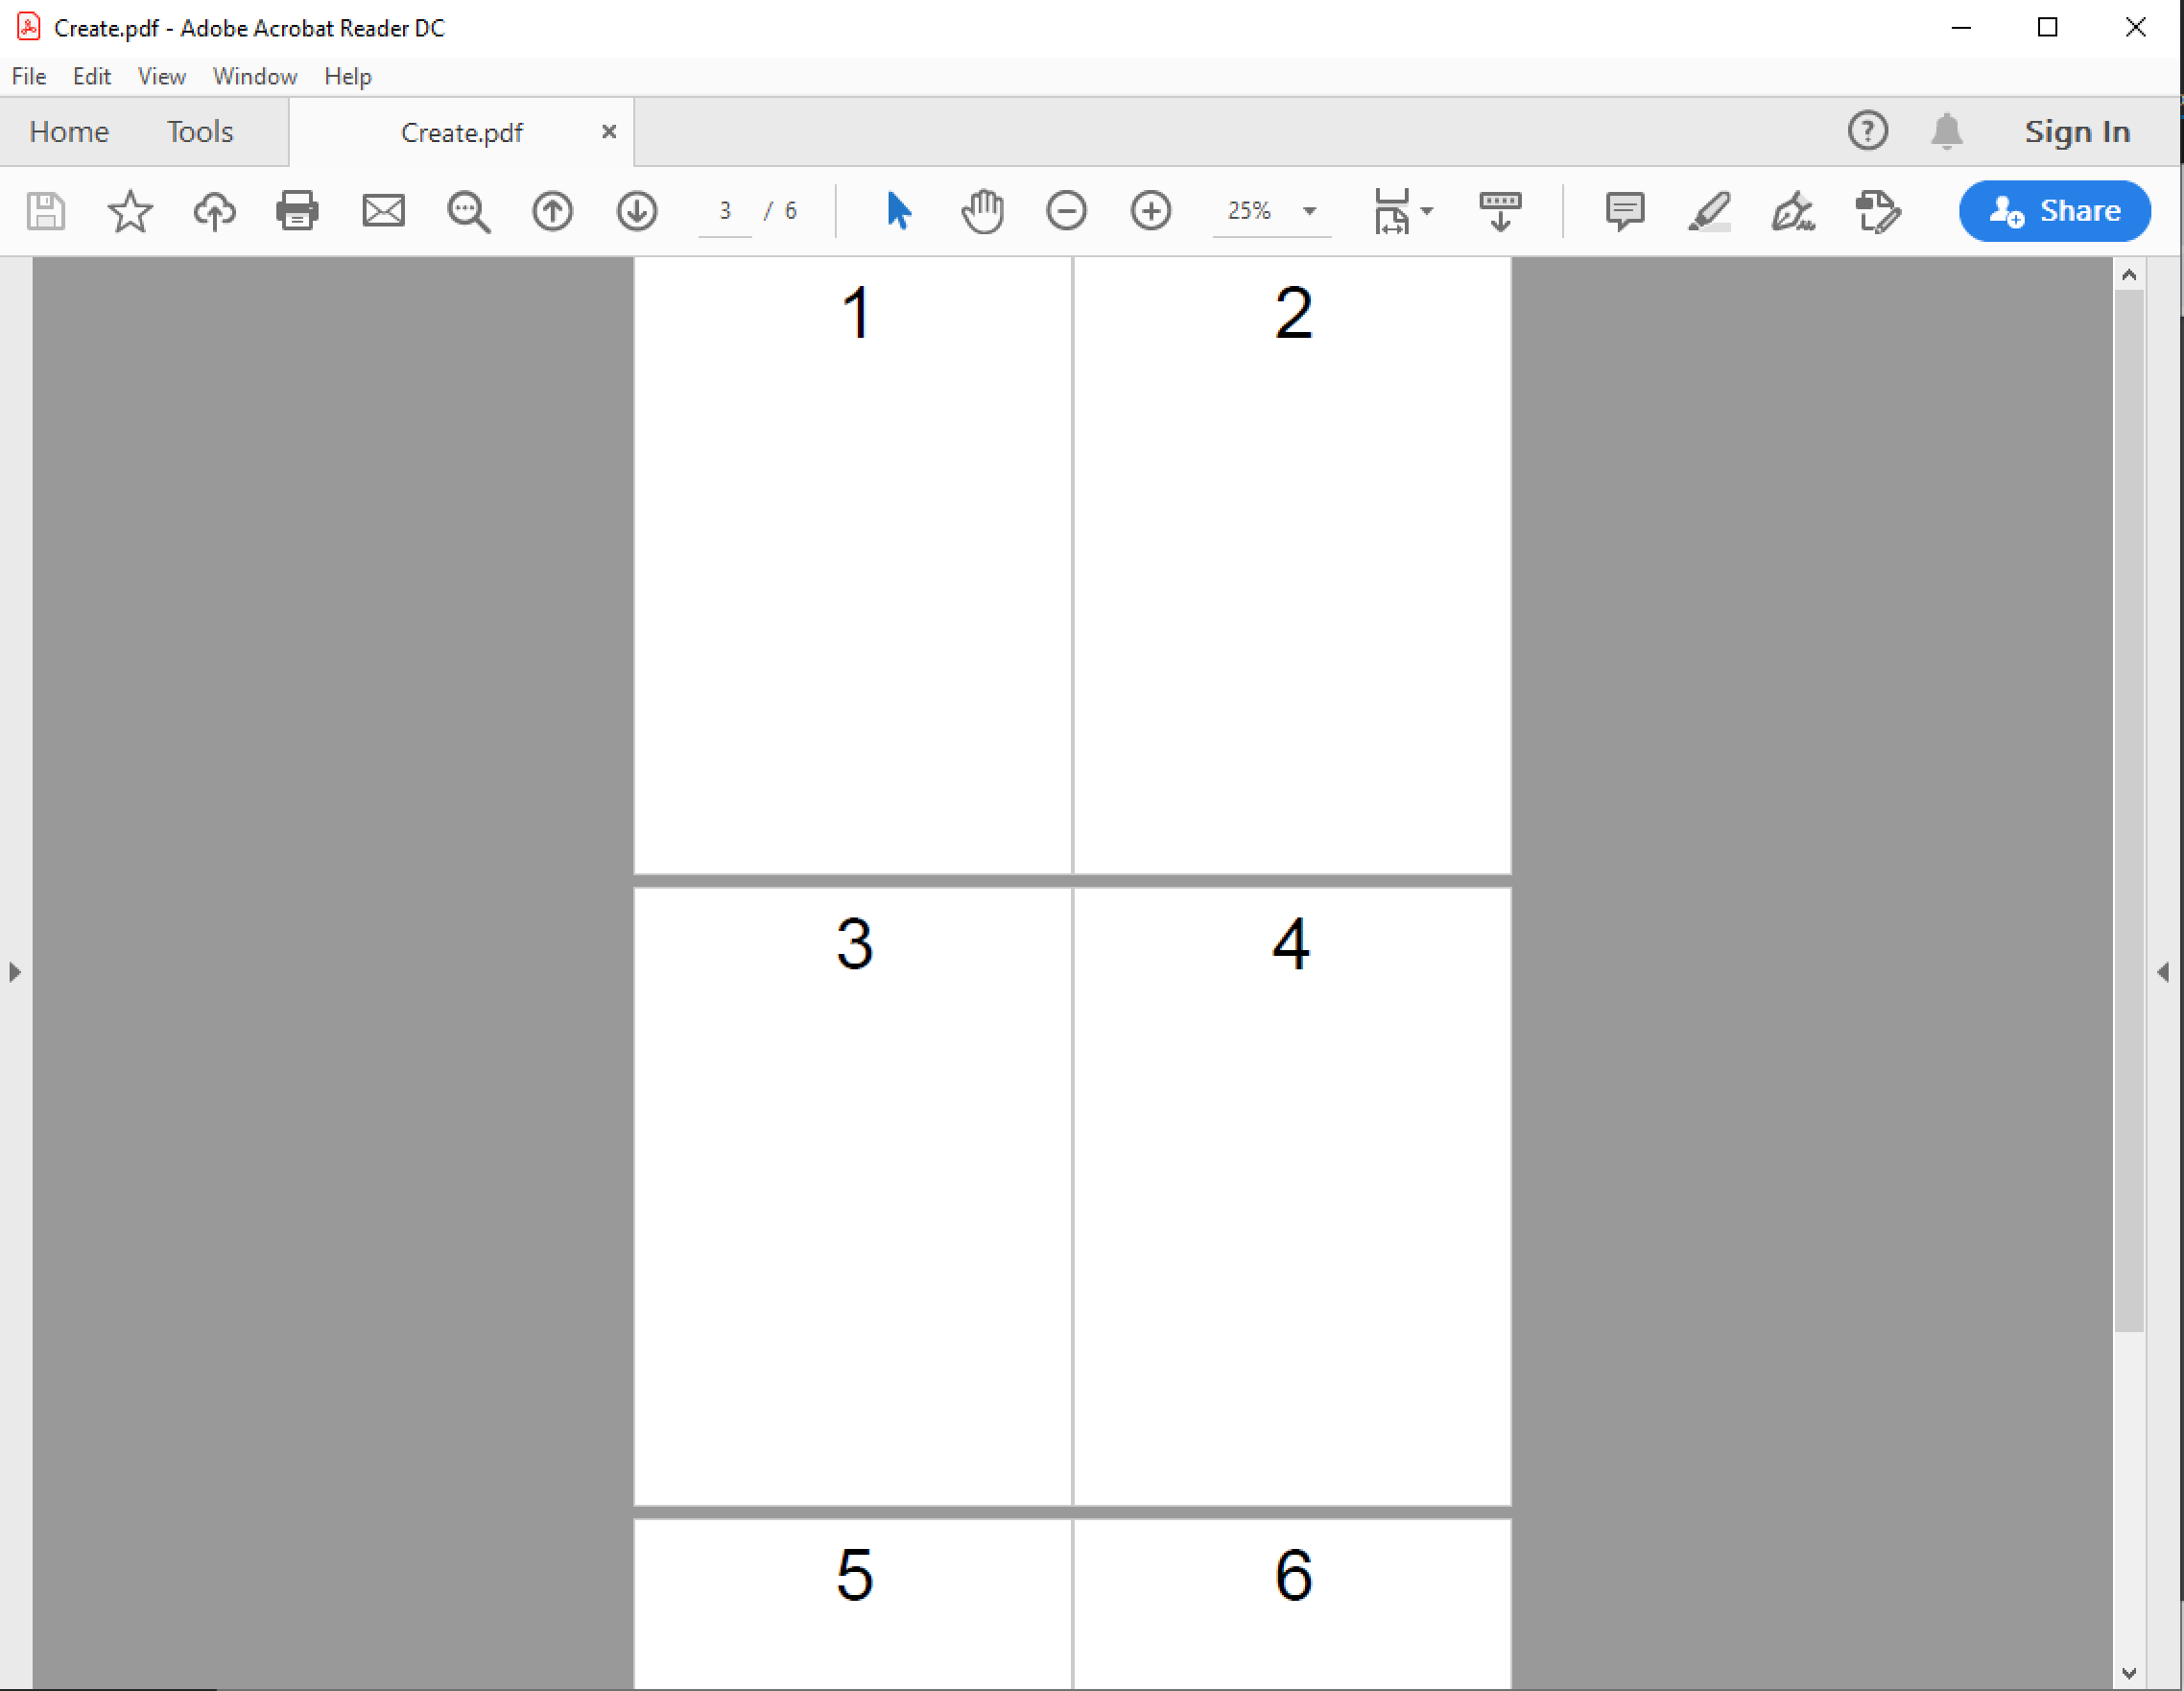 Create.pdf - Adobe Acrobat Reader DC
File Edit View Window Help
Home Tools Create.pdf × ? Sign In
3 / 6 25% Share
1 2
3 4
5 6